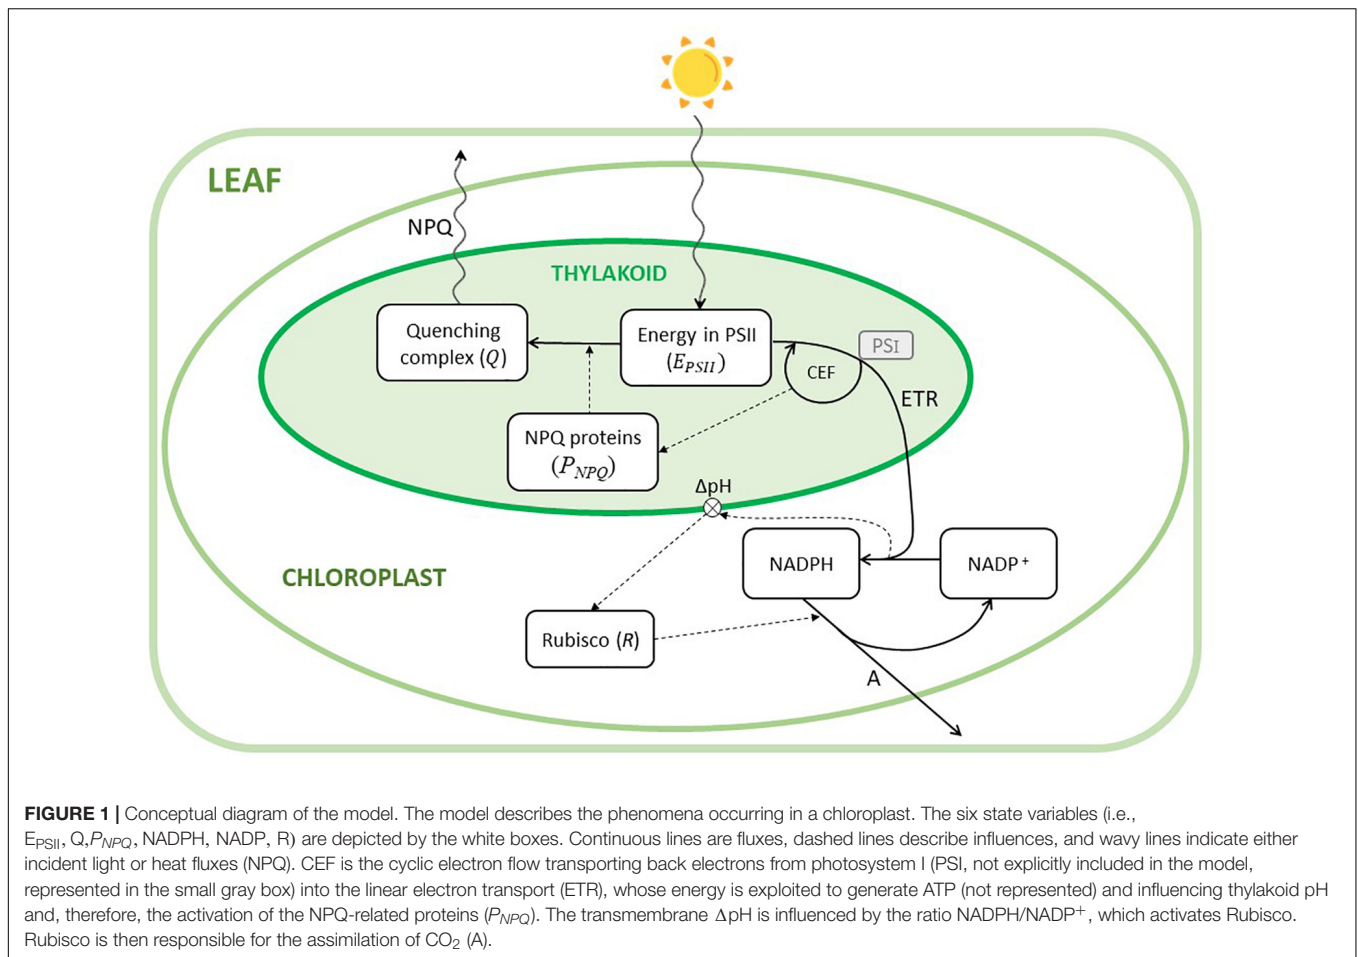 LEAF
NPQ
THYLAKOID
Quenching
complex (Q)
Energy in PSII
(E_PSII)
PSI
CEF
ETR
NPQ proteins
(P_NPQ)
ΔpH
NADPH
NADP⁺
CHLOROPLAST
Rubisco (R)
A
FIGURE 1 | Conceptual diagram of the model. The model describes the phenomena occurring in a chloroplast. The six state variables (i.e.,
E_PSII, Q,P_NPQ, NADPH, NADP, R) are depicted by the white boxes. Continuous lines are fluxes, dashed lines describe influences, and wavy lines indicate either
incident light or heat fluxes (NPQ). CEF is the cyclic electron flow transporting back electrons from photosystem I (PSI, not explicitly included in the model,
represented in the small gray box) into the linear electron transport (ETR), whose energy is exploited to generate ATP (not represented) and influencing thylakoid pH
and, therefore, the activation of the NPQ-related proteins (P_NPQ). The transmembrane ΔpH is influenced by the ratio NADPH/NADP⁺, which activates Rubisco.
Rubisco is then responsible for the assimilation of CO₂ (A).